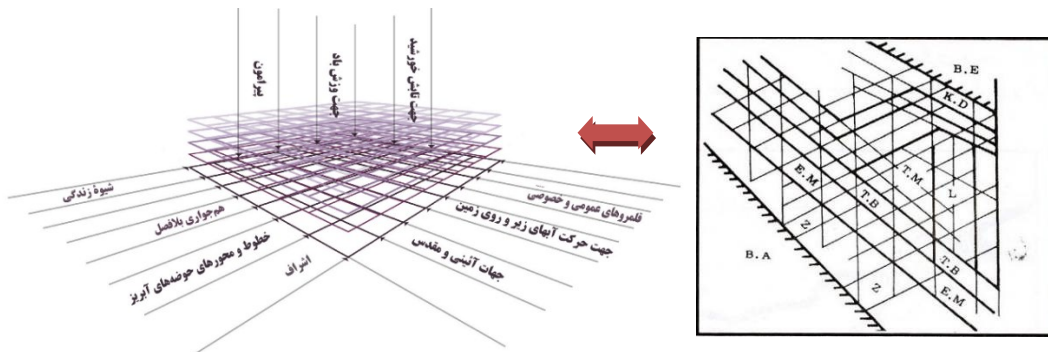 پیرامون
جهت وزش باد
جهت تابش خورشید
شیوهٔ زندگی
هم‌جواری بلافصل
خطوط و محورهای حوضه‌های آبریز
اشراف
قلمروهای عمومی و خصوصی
جهت حرکت آبهای زیر و روی زمین
جهات آئینی و مقدس
B.E
K.D
T.M
E.M
T.B
Z
B.A
Z
T.B
E.M